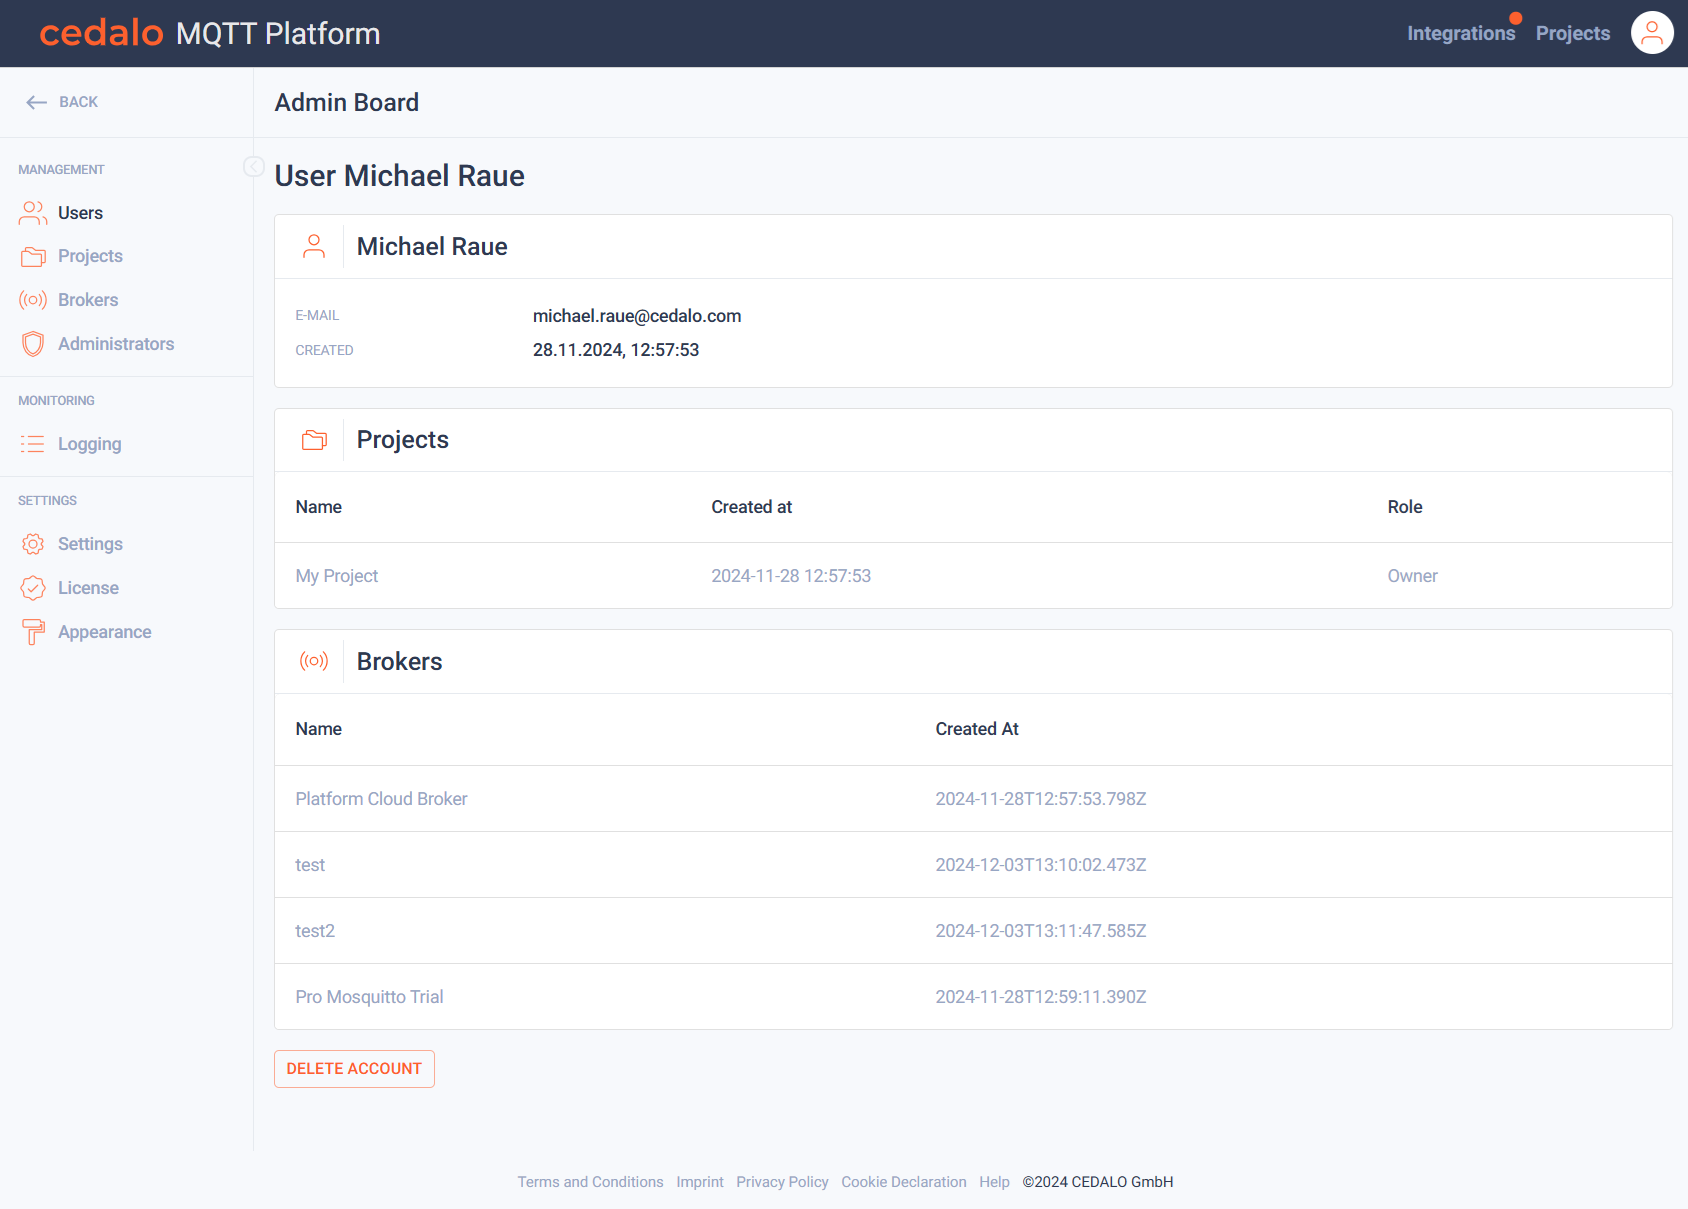 cedalo MQTT Platform
Integrations Projects
BACK
Admin Board
MANAGEMENT
Users
Projects
Brokers
Administrators
MONITORING
Logging
SETTINGS
Settings
License
Appearance
User Michael Raue
Michael Raue
E-MAIL michael.raue@cedalo.com
CREATED 28.11.2024, 12:57:53
Projects
Name Created at Role
My Project 2024-11-28 12:57:53 Owner
Brokers
Name Created At
Platform Cloud Broker 2024-11-28T12:57:53.798Z
test 2024-12-03T13:10:02.473Z
test2 2024-12-03T13:11:47.585Z
Pro Mosquitto Trial 2024-11-28T12:59:11.390Z
DELETE ACCOUNT
Terms and Conditions Imprint Privacy Policy Cookie Declaration Help ©2024 CEDALO GmbH